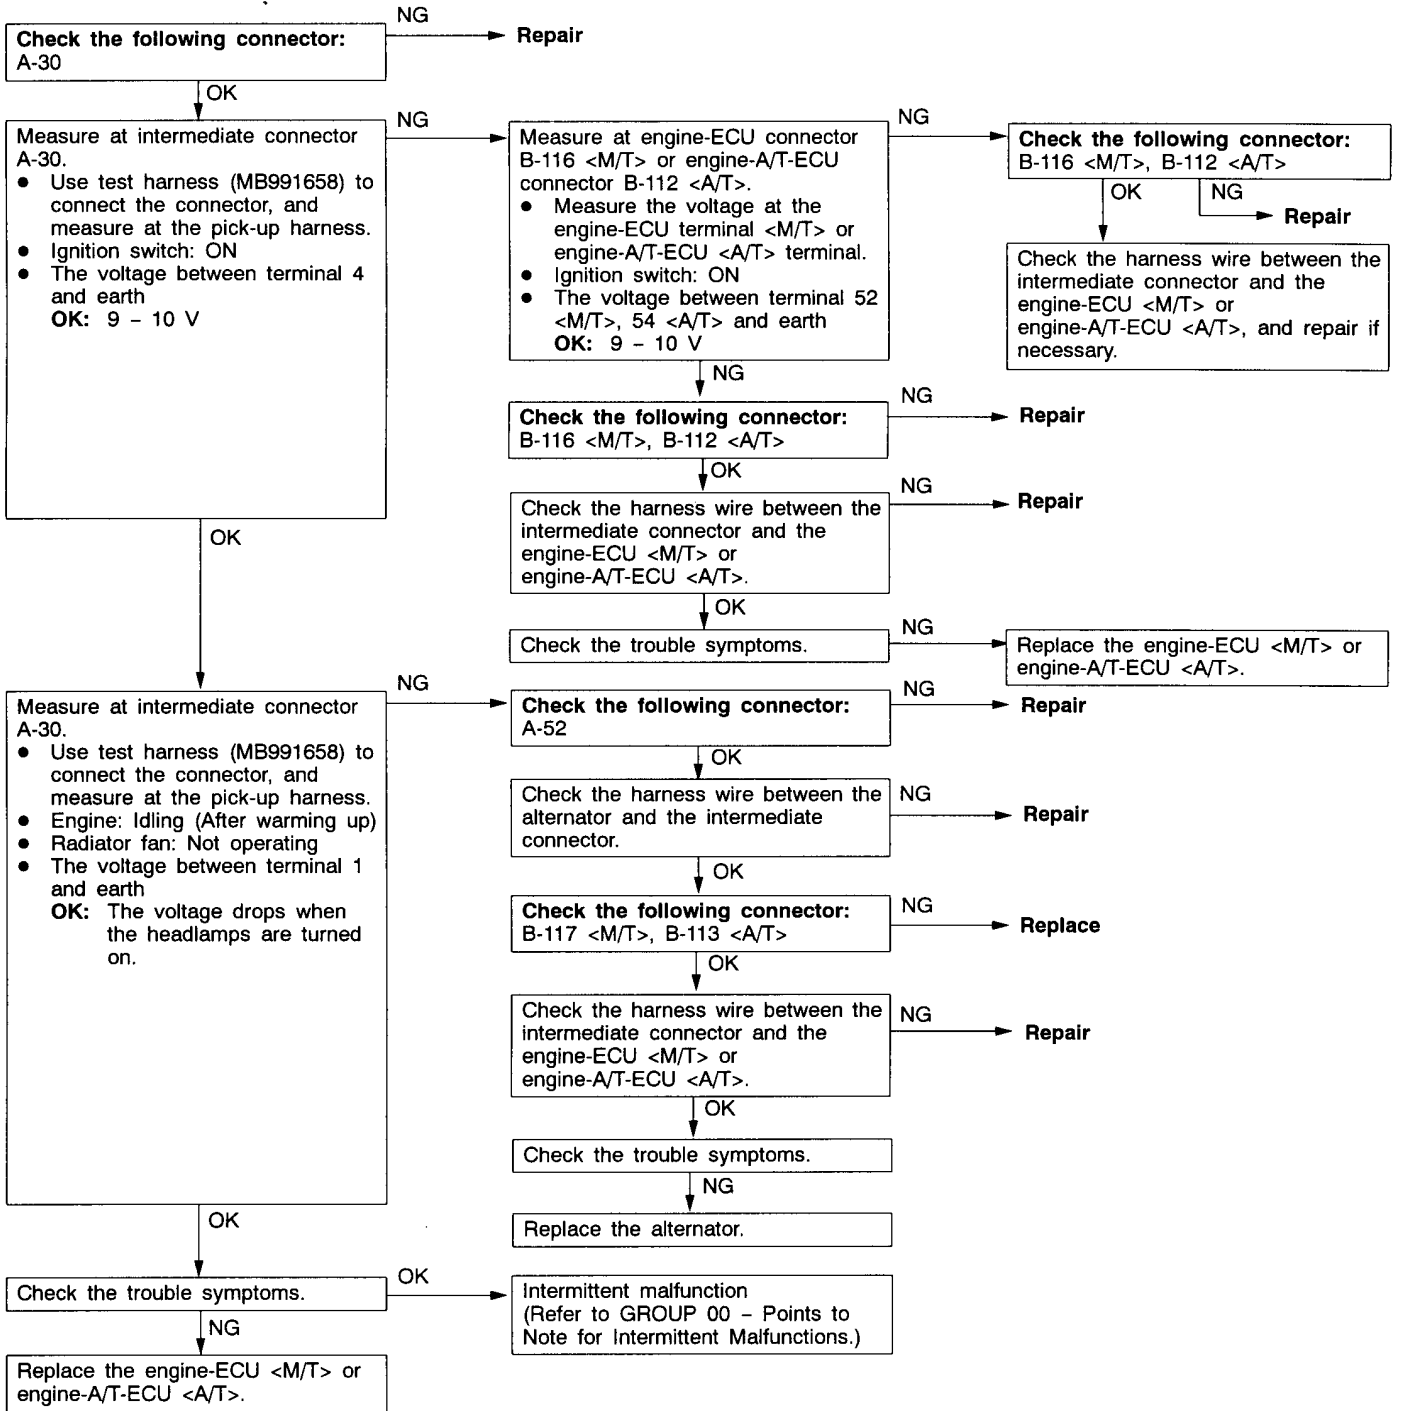 NG
Check the following connector:
A-30
Repair
OK
Measure at intermediate connector
A-30.
● Use test harness (MB991658) to
connect the connector, and
measure at the pick-up harness.
● Ignition switch: ON
● The voltage between terminal 4
and earth
OK: 9 – 10 V
NG
Measure at engine-ECU connector
B-116 <M/T> or engine-A/T-ECU
connector B-112 <A/T>.
● Measure the voltage at the
engine-ECU terminal <M/T> or
engine-A/T-ECU <A/T> terminal.
● Ignition switch: ON
● The voltage between terminal 52
<M/T>, 54 <A/T> and earth
OK: 9 – 10 V
NG
Check the following connector:
B-116 <M/T>, B-112 <A/T>
OK
NG
Repair
Check the harness wire between the
intermediate connector and the
engine-ECU <M/T> or
engine-A/T-ECU <A/T>, and repair if
necessary.
NG
Check the following connector:
B-116 <M/T>, B-112 <A/T>
NG
Repair
OK
Check the harness wire between the
intermediate connector and the
engine-ECU <M/T> or
engine-A/T-ECU <A/T>.
NG
Repair
OK
Check the trouble symptoms.
NG
Replace the engine-ECU <M/T> or
engine-A/T-ECU <A/T>.
OK
Measure at intermediate connector
A-30.
● Use test harness (MB991658) to
connect the connector, and
measure at the pick-up harness.
● Engine: Idling (After warming up)
● Radiator fan: Not operating
● The voltage between terminal 1
and earth
OK: The voltage drops when
the headlamps are turned
on.
NG
Check the following connector:
A-52
NG
Repair
OK
Check the harness wire between the
alternator and the intermediate
connector.
NG
Repair
OK
Check the following connector:
B-117 <M/T>, B-113 <A/T>
NG
Replace
OK
Check the harness wire between the
intermediate connector and the
engine-ECU <M/T> or
engine-A/T-ECU <A/T>.
NG
Repair
OK
Check the trouble symptoms.
NG
Replace the alternator.
OK
Check the trouble symptoms.
OK
Intermittent malfunction
(Refer to GROUP 00 – Points to
Note for Intermittent Malfunctions.)
NG
Replace the engine-ECU <M/T> or
engine-A/T-ECU <A/T>.